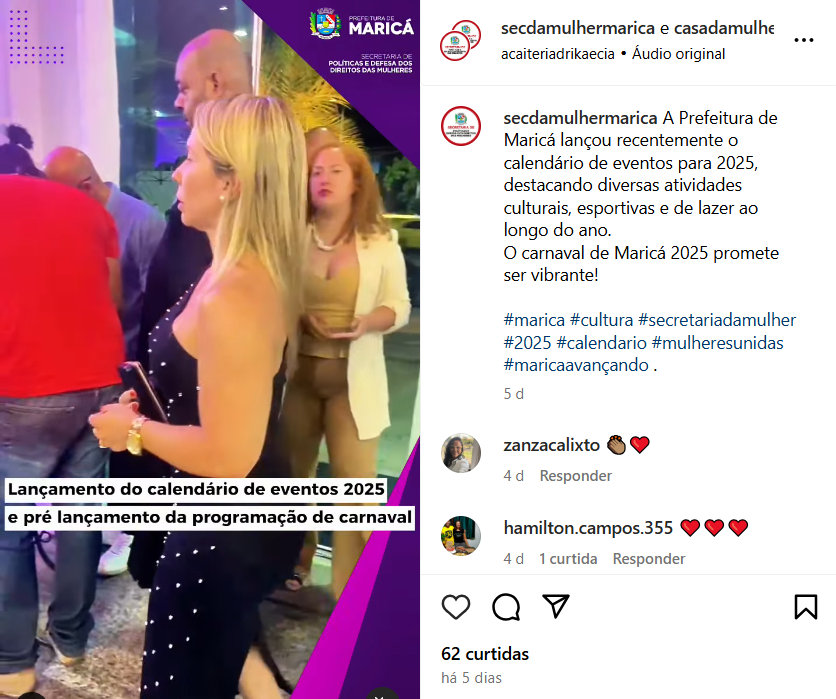 PREFEITURA DE
MARICÁ
SECRETARIA DE
POLÍTICAS E DEFESA DOS
DIREITOS DAS MULHERES
Lançamento do calendário de eventos 2025
e pré lançamento da programação de carnaval
secdamulhermarica e casadamulhe
acaiteriadrikaecia • Áudio original
secdamulhermarica A Prefeitura de
Maricá lançou recentemente o
calendário de eventos para 2025,
destacando diversas atividades
culturais, esportivas e de lazer ao
longo do ano.
O carnaval de Maricá 2025 promete
ser vibrante!
#marica #cultura #secretariadamulher
#2025 #calendario #mulheresunidas
#maricaavançando .
5 d
zanzacalixto 👏🏾❤️
4 d Responder
hamilton.campos.355 ❤️❤️❤️
4 d 1 curtida Responder
62 curtidas
há 5 dias